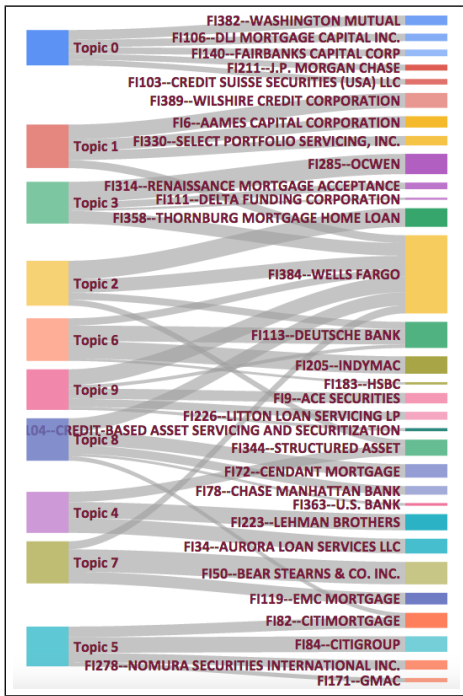 FI382--WASHINGTON MUTUAL
Topic 0
FI106--DLJ MORTGAGE CAPITAL INC.
FI140--FAIRBANKS CAPITAL CORP
FI211--J.P. MORGAN CHASE
FI103--CREDIT SUISSE SECURITIES (USA) LLC
FI389--WILSHIRE CREDIT CORPORATION
FI6--AAMES CAPITAL CORPORATION
Topic 1
FI330--SELECT PORTFOLIO SERVICING, INC.
FI285--OCWEN
FI314--RENAISSANCE MORTGAGE ACCEPTANCE
Topic 3
FI111--DELTA FUNDING CORPORATION
FI358--THORNBURG MORTGAGE HOME LOAN
FI384--WELLS FARGO
Topic 2
FI113--DEUTSCHE BANK
Topic 6
FI205--INDYMAC
FI183--HSBC
Topic 9
FI9--ACE SECURITIES
FI226--LITTON LOAN SERVICING LP
104--CREDIT-BASED ASSET SERVICING AND SECURITIZATION
Topic 8
FI344--STRUCTURED ASSET
FI72--CENDANT MORTGAGE
FI78--CHASE MANHATTAN BANK
FI363--U.S. BANK
Topic 4
FI223--LEHMAN BROTHERS
FI34--AURORA LOAN SERVICES LLC
Topic 7
FI50--BEAR STEARNS & CO. INC.
FI119--EMC MORTGAGE
FI82--CITIMORTGAGE
Topic 5
FI84--CITIGROUP
FI278--NOMURA SECURITIES INTERNATIONAL INC.
FI171--GMAC